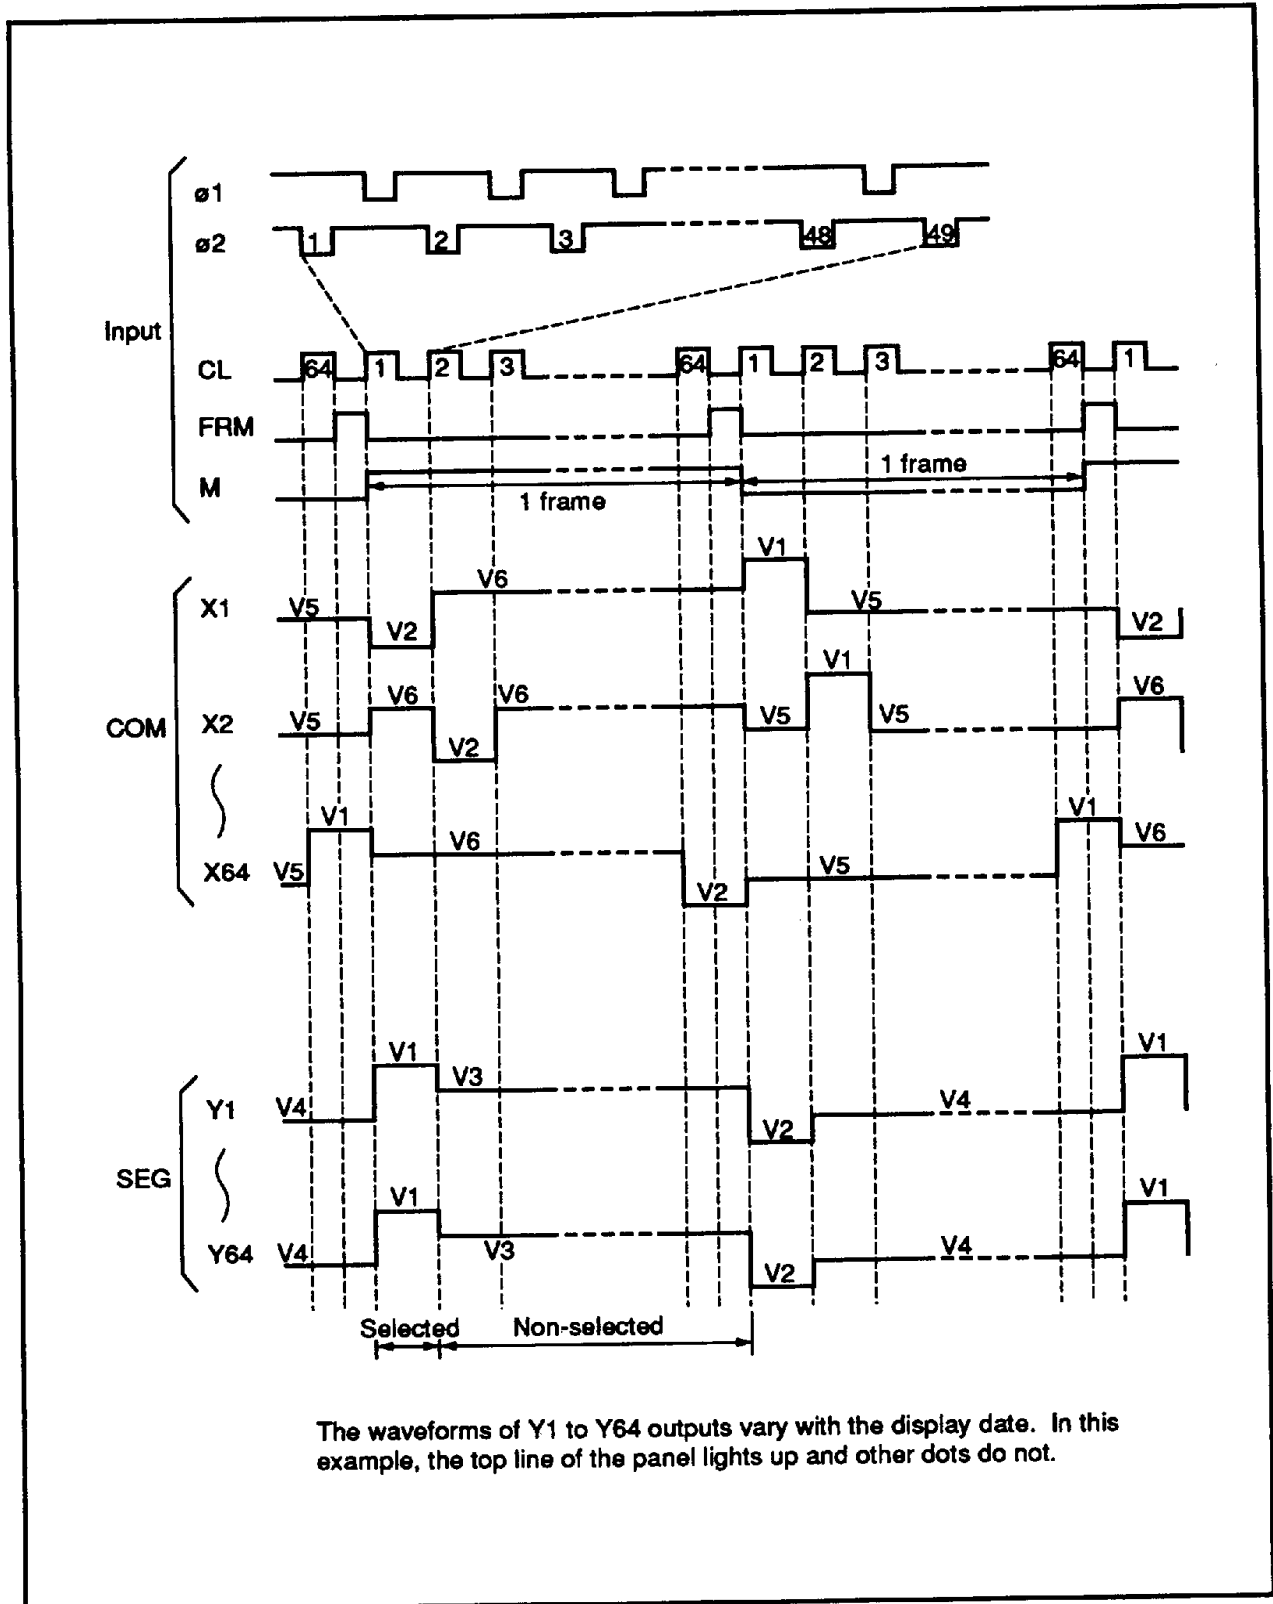 ø1
ø2 1 2 3 48 49
Input
CL 64 1 2 3 64 1 2 3 64 1
FRM
M 1 frame 1 frame
X1 V5 V2 V6 V1 V5 V2
COM
X2 V5 V6 V2 V6 V5 V1 V5 V6
X64 V5 V1 V6 V2 V5 V1 V6
SEG
Y1 V4 V1 V3 V2 V4 V1
Y64 V4 V1 V3 V2 V4 V1
Selected Non-selected
The waveforms of Y1 to Y64 outputs vary with the display date. In this
example, the top line of the panel lights up and other dots do not.